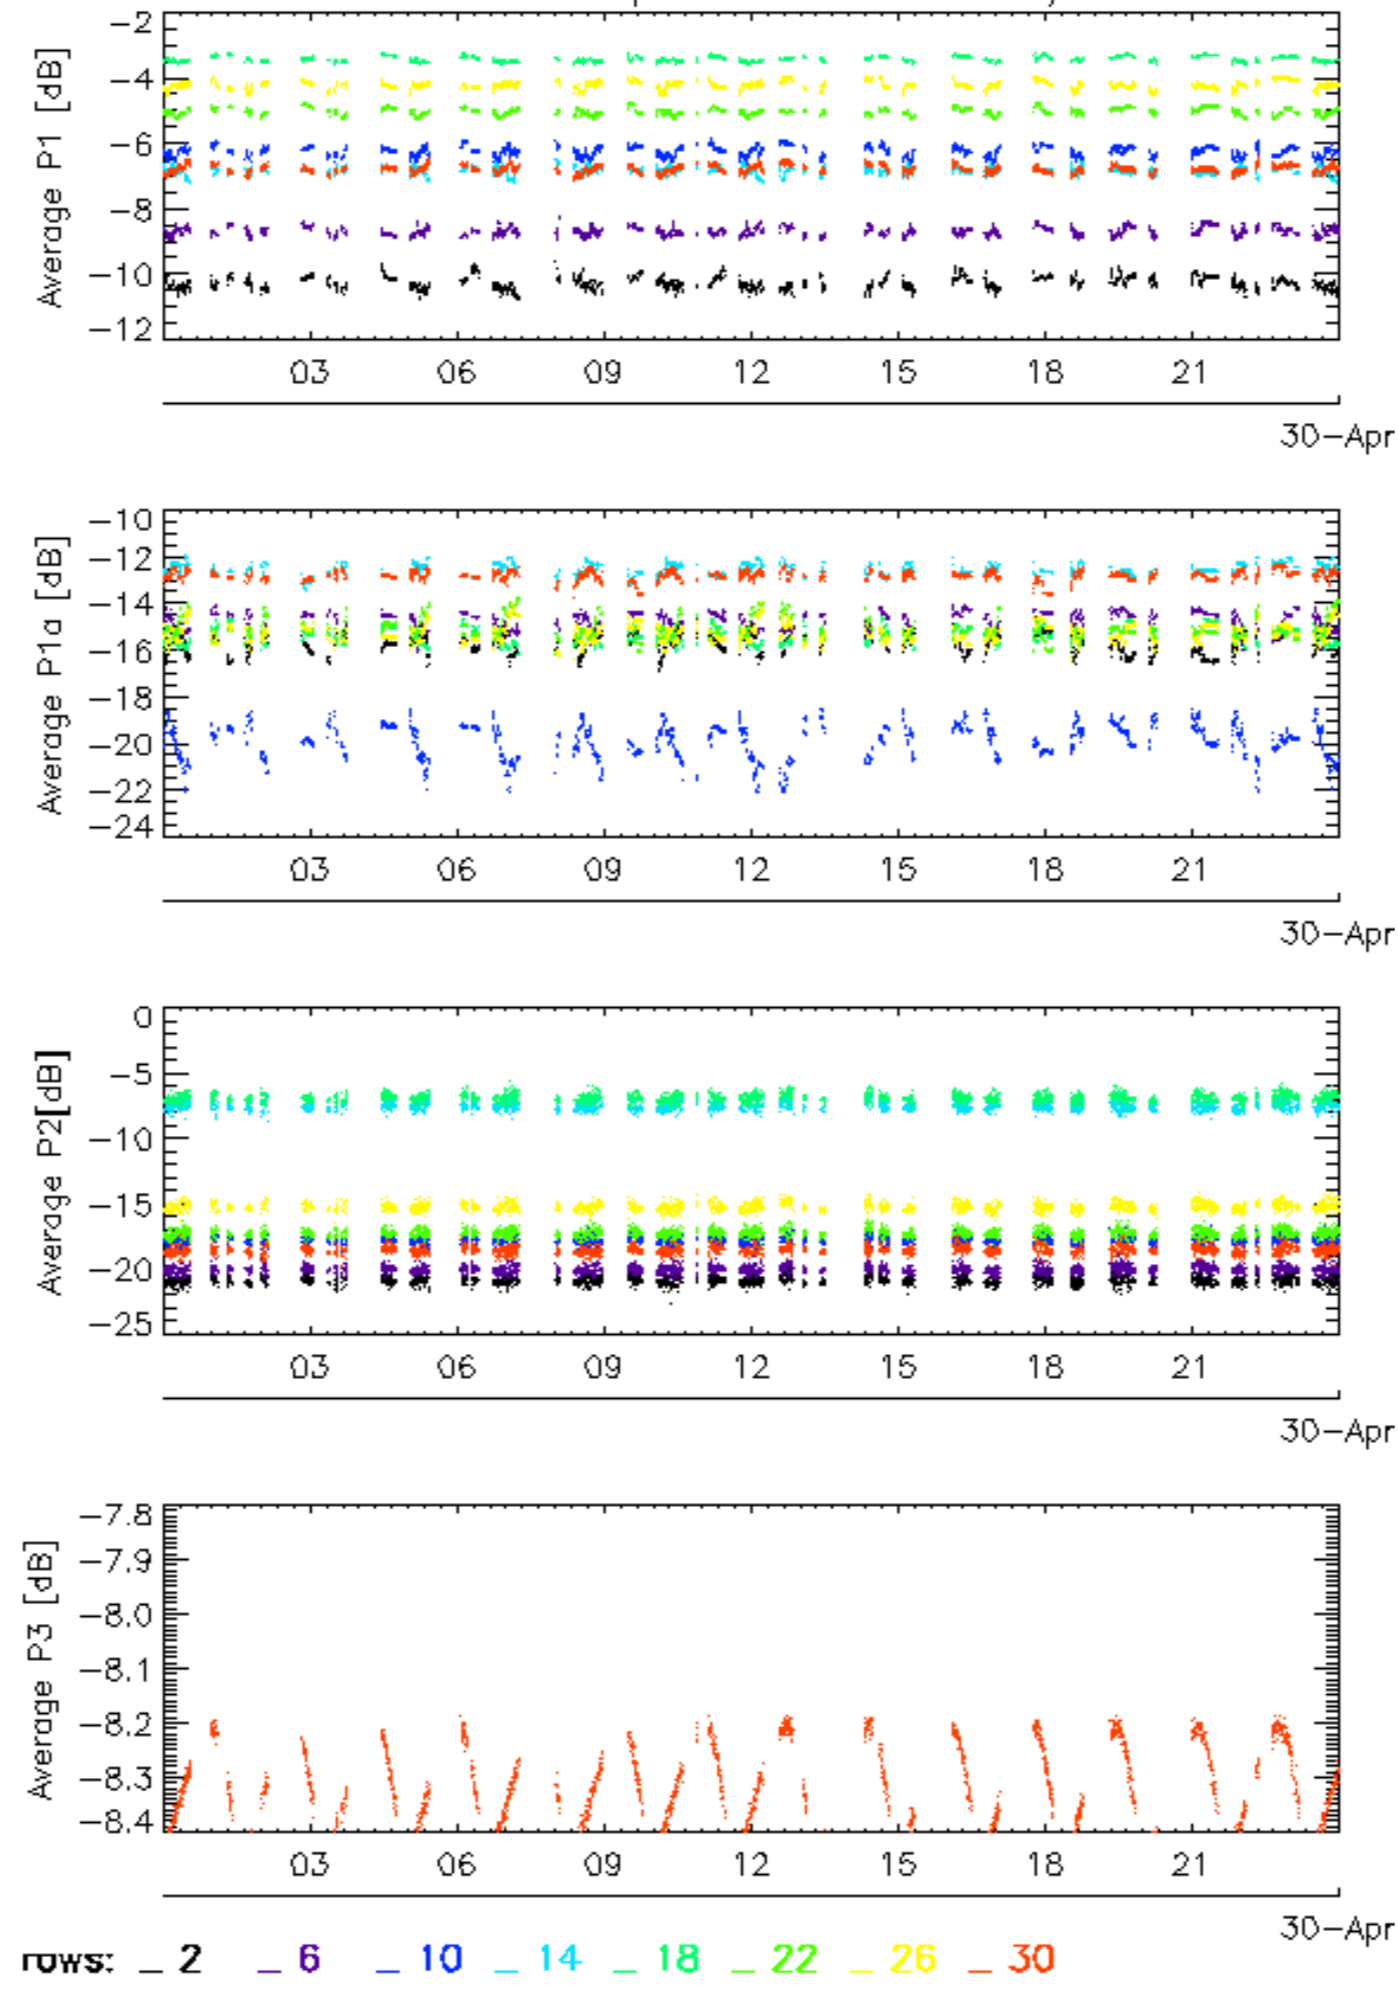 Average P1 [dB]
-2
-4
-6
-8
-10
-12
03 06 09 12 15 18 21
30-Apr
Average P1a [dB]
-10
-12
-14
-16
-18
-20
-22
-24
03 06 09 12 15 18 21
30-Apr
Average P2[dB]
0
-5
-10
-15
-20
-25
03 06 09 12 15 18 21
30-Apr
Average P3 [dB]
-7.8
-7.9
-8.0
-8.1
-8.2
-8.3
-8.4
03 06 09 12 15 18 21
30-Apr
rows: _ 2 _ 6 _ 10 _ 14 _ 18 _ 22 _ 26 _ 30